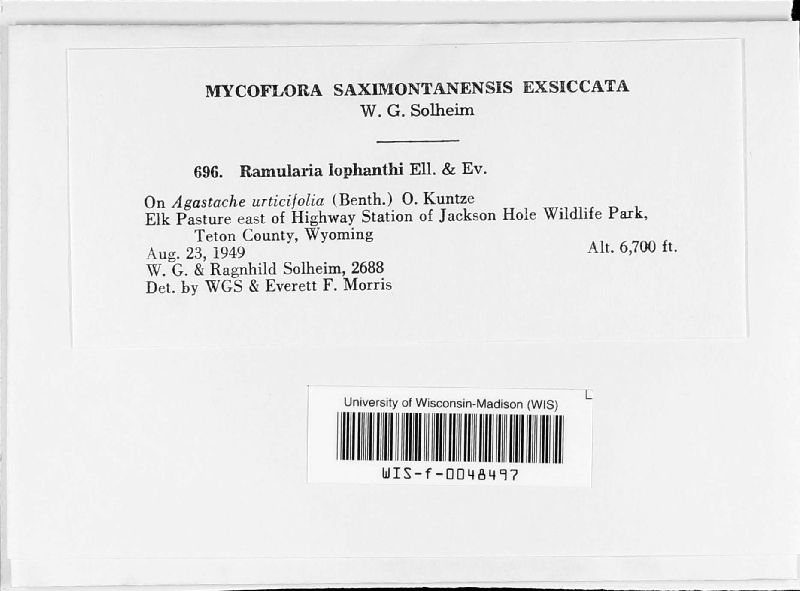 MYCOFLORA SAXIMONTANENSIS EXSICCATA
W. G. Solheim
696. Ramularia lophanthi Ell. & Ev.
On Agastache urticifolia (Benth.) O. Kuntze
Elk Pasture east of Highway Station of Jackson Hole Wildlife Park,
Teton County, Wyoming
Aug. 23, 1949 Alt. 6,700 ft.
W. G. & Ragnhild Solheim, 2688
Det. by WGS & Everett F. Morris
University of Wisconsin-Madison (WIS)
WIS-f-0048497